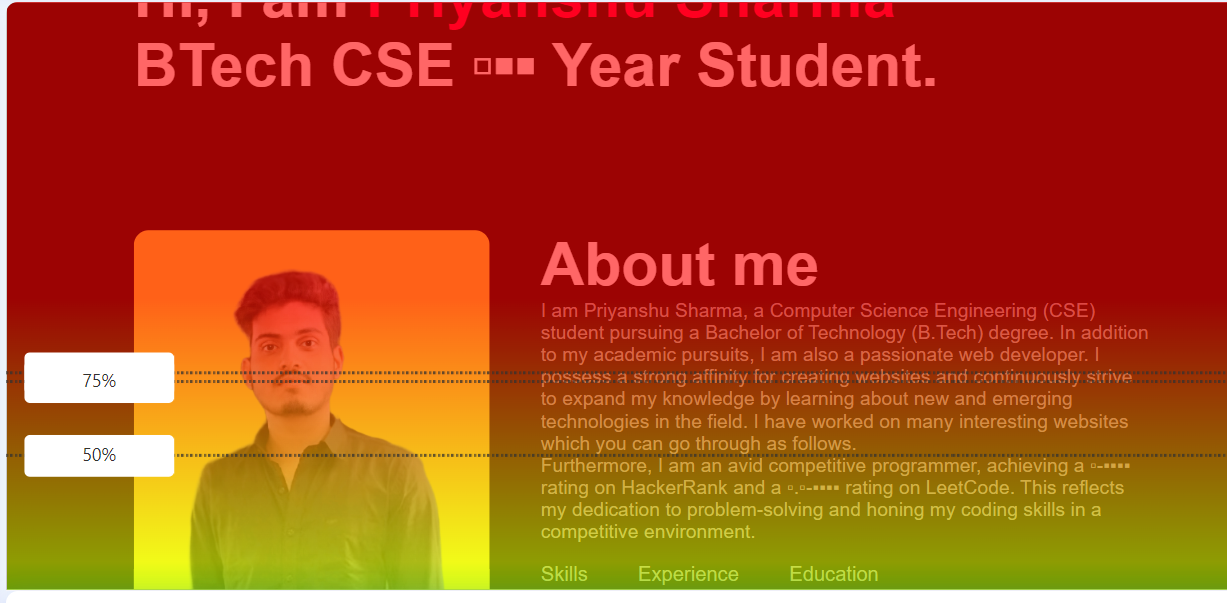 Hi, I am Priyanshu Sharma
BTech CSE Year Student.
About me
I am Priyanshu Sharma, a Computer Science Engineering (CSE)
student pursuing a Bachelor of Technology (B.Tech) degree. In addition
to my academic pursuits, I am also a passionate web developer. I
possess a strong affinity for creating websites and continuously strive
to expand my knowledge by learning about new and emerging
technologies in the field. I have worked on many interesting websites
which you can go through as follows.
Furthermore, I am an avid competitive programmer, achieving a
rating on HackerRank and a rating on LeetCode. This reflects
my dedication to problem-solving and honing my coding skills in a
competitive environment.
Skills Experience Education
75%
50%